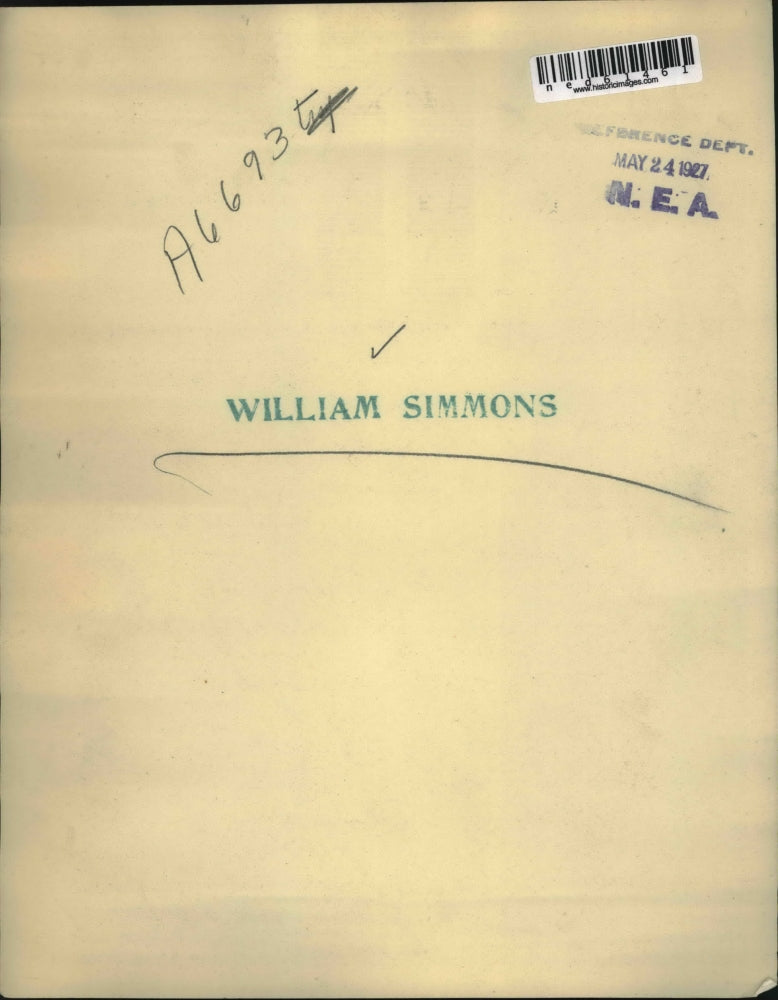 ned61461
www.historicimages.com
REFERENCE DEPT.
MAY 24 1927
N. E. A.
A6693
WILLIAM SIMMONS